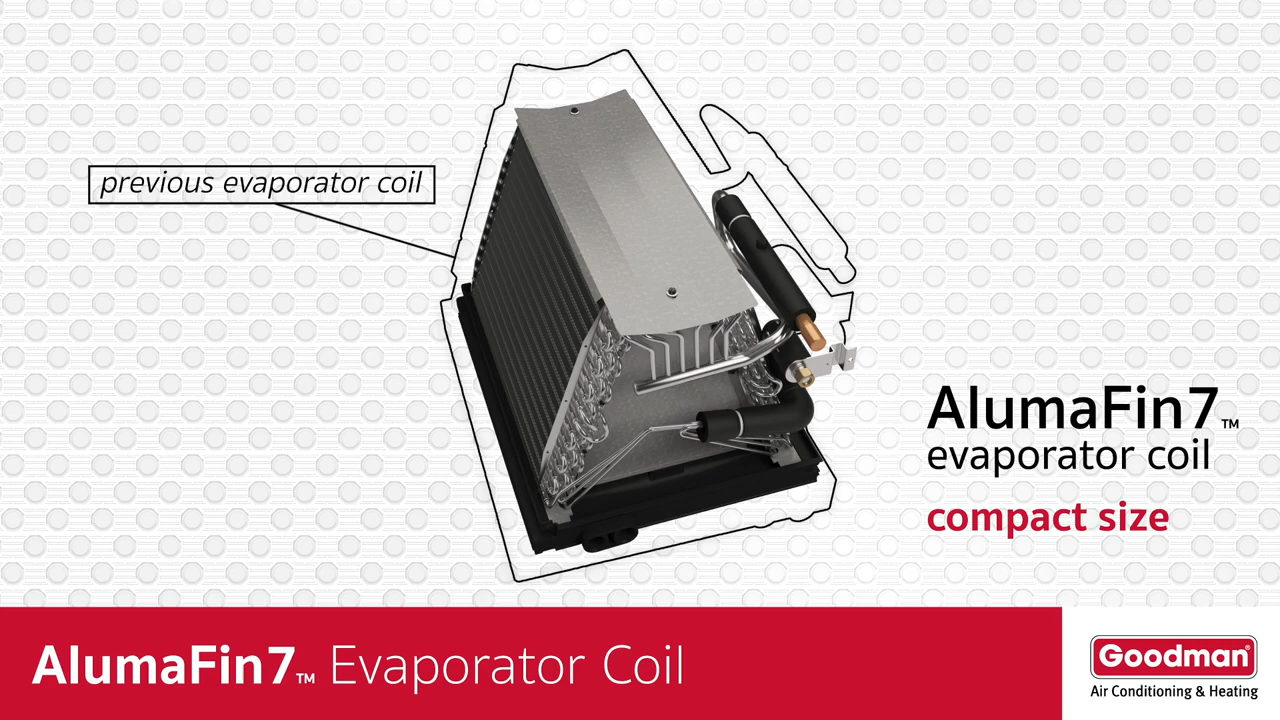 previous evaporator coil
AlumaFin7™
evaporator coil
compact size
AlumaFin7™ Evaporator Coil
Goodman®
Air Conditioning & Heating